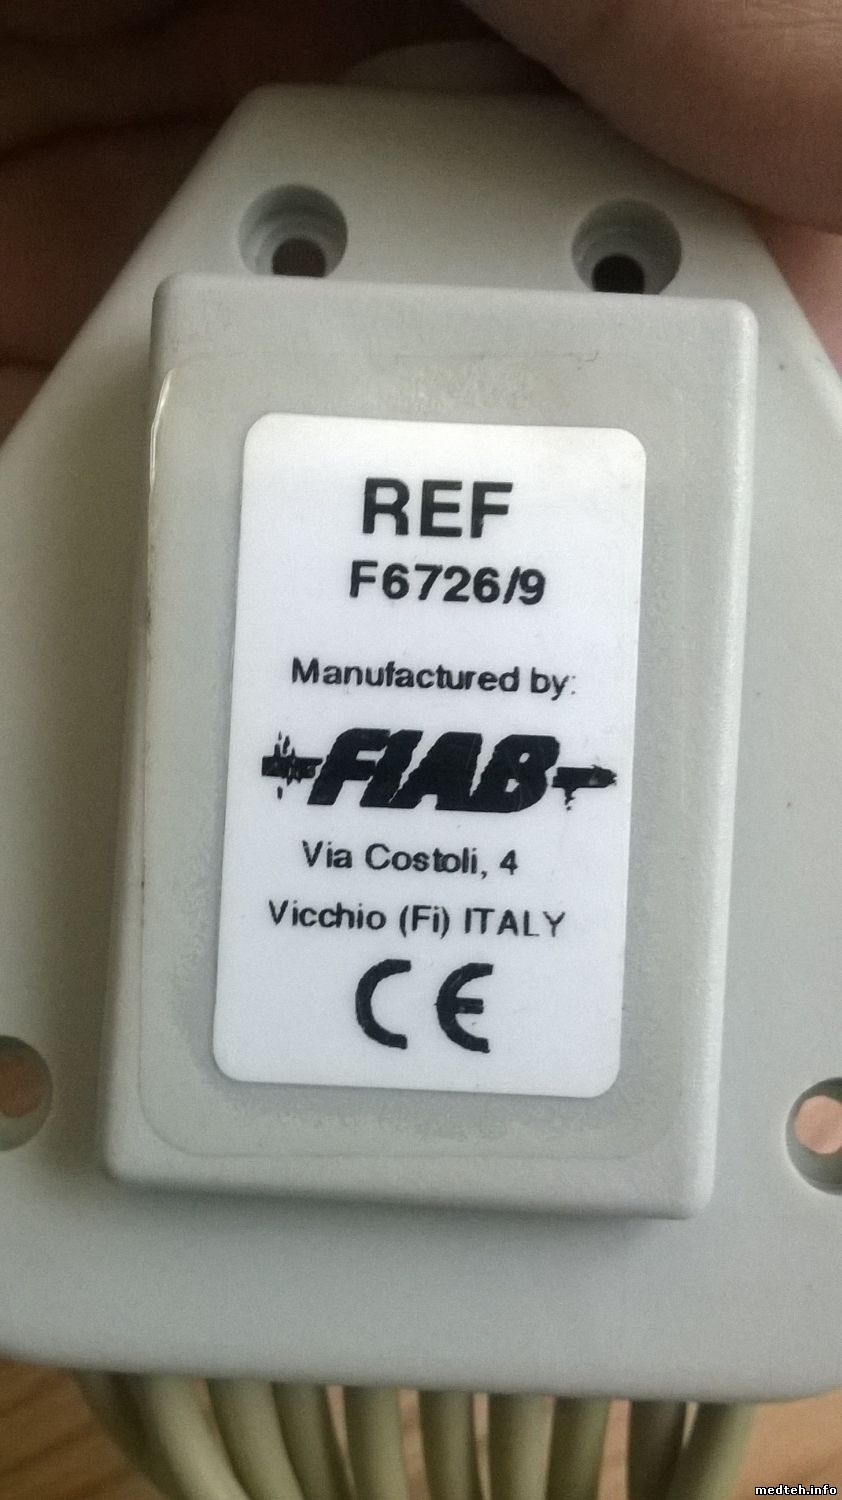 REF
F6726/9
Manufactured by:
FIAB
Via Costoli, 4
Vicchio (Fi) ITALY
CE
medteh.info